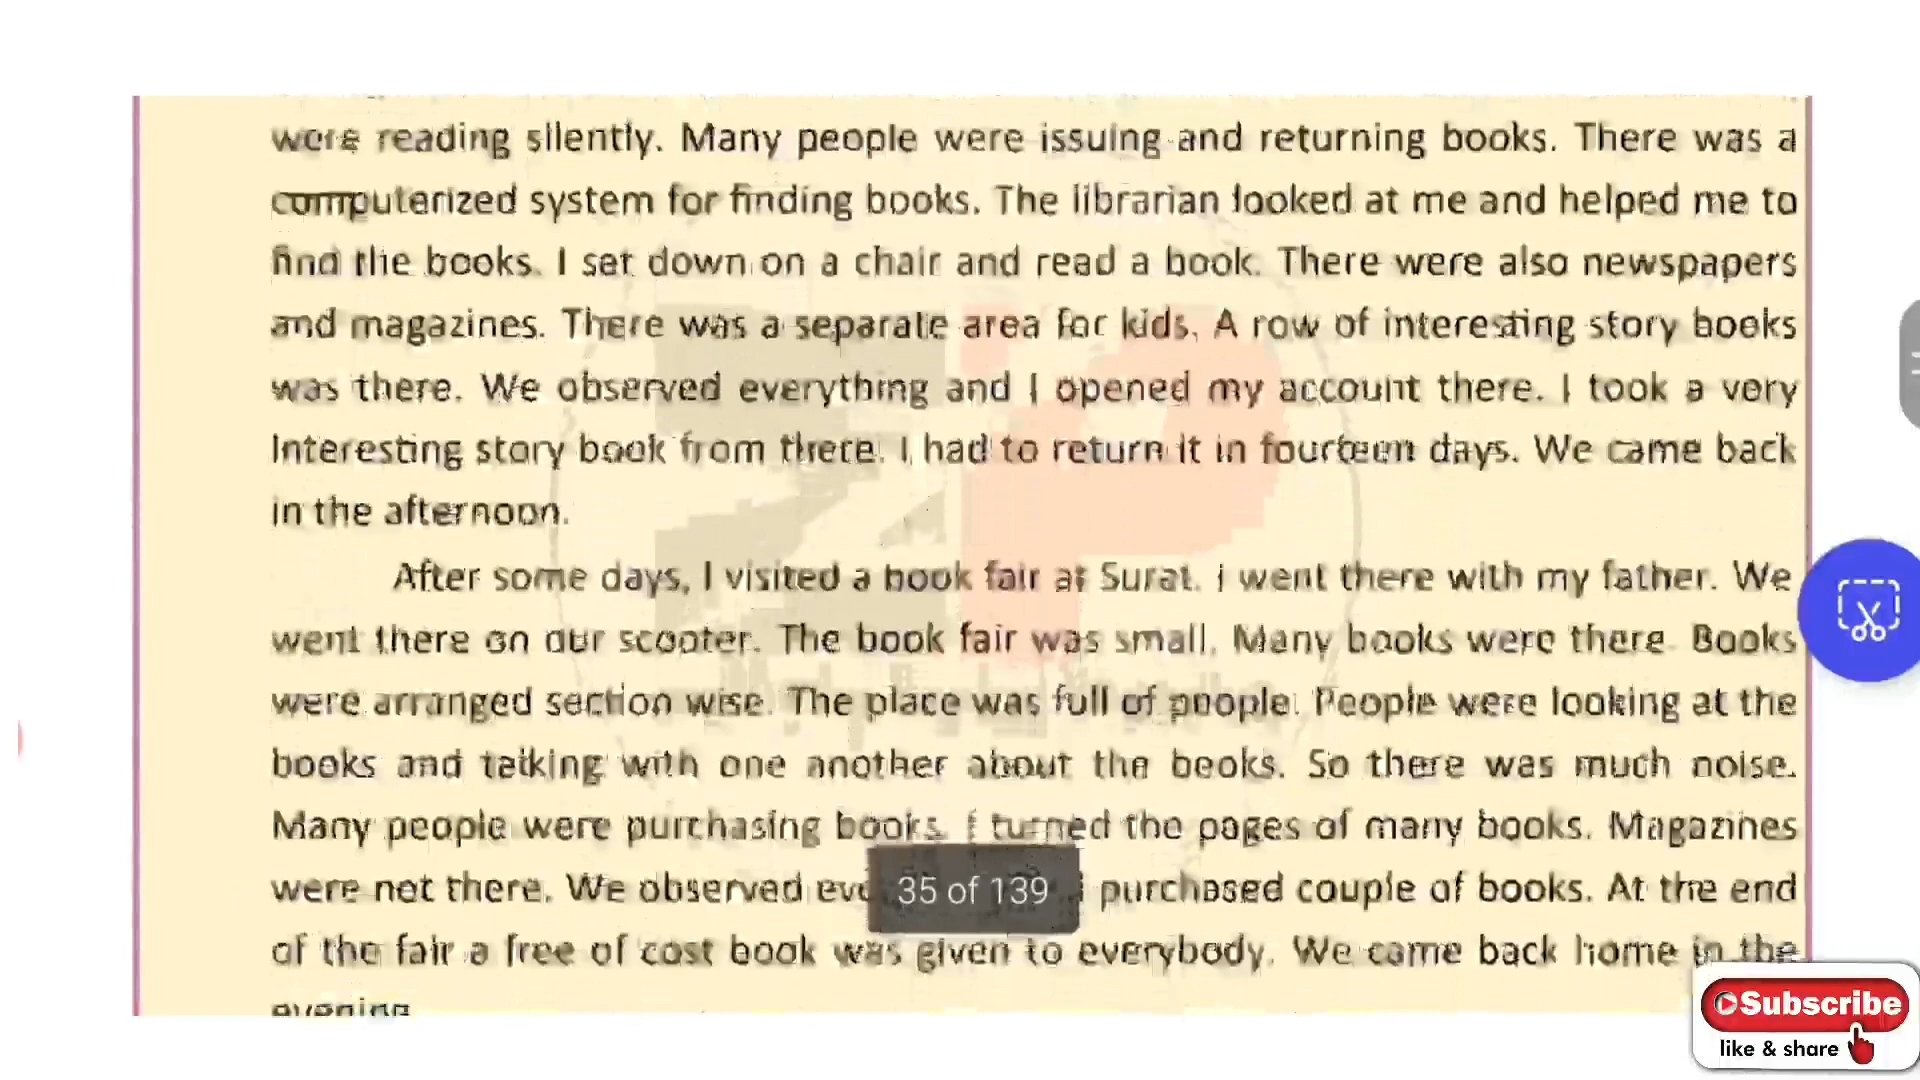 were reading silently. Many people were issuing and returning books. There was a
computerized system for finding books. The librarian looked at me and helped me to
find the books. I sat down on a chair and read a book. There were also newspapers
and magazines. There was a separate area for kids. A row of interesting story books
was there. We observed everything and I opened my account there. I took a very
Interesting story book from there. I had to return it in fourteen days. We came back
in the afternoon.
After some days, I visited a book fair at Surat. I went there with my father. We
went there on our scooter. The book fair was small. Many books were there. Books
were arranged section wise. The place was full of people. People were looking at the
books and talking with one another about the books. So there was much noise.
Many people were purchasing books. I turned the pages of many books. Magazines
were not there. We observed purchased couple of books. At the end
35 of 139
of the fair a free of cost book was given to everybody. We came back home in the
evening
Subscribe
like & share